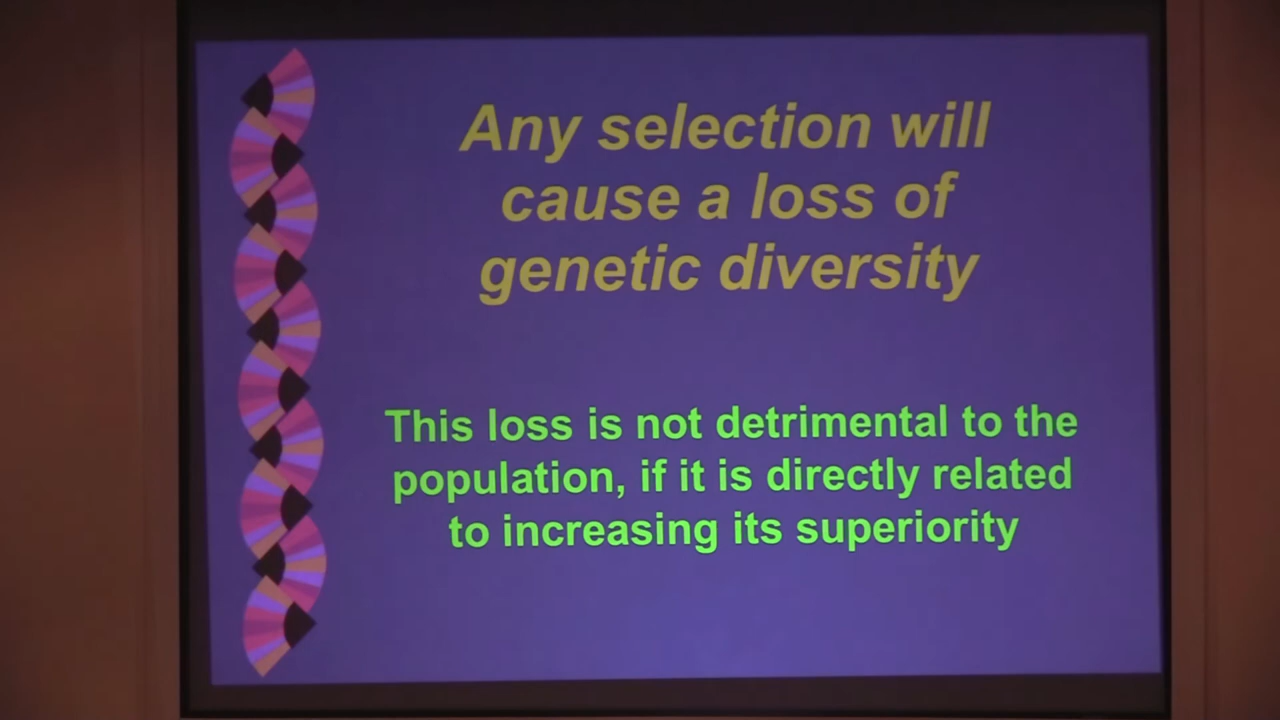 Any selection will
cause a loss of
genetic diversity
This loss is not detrimental to the
population, if it is directly related
to increasing its superiority